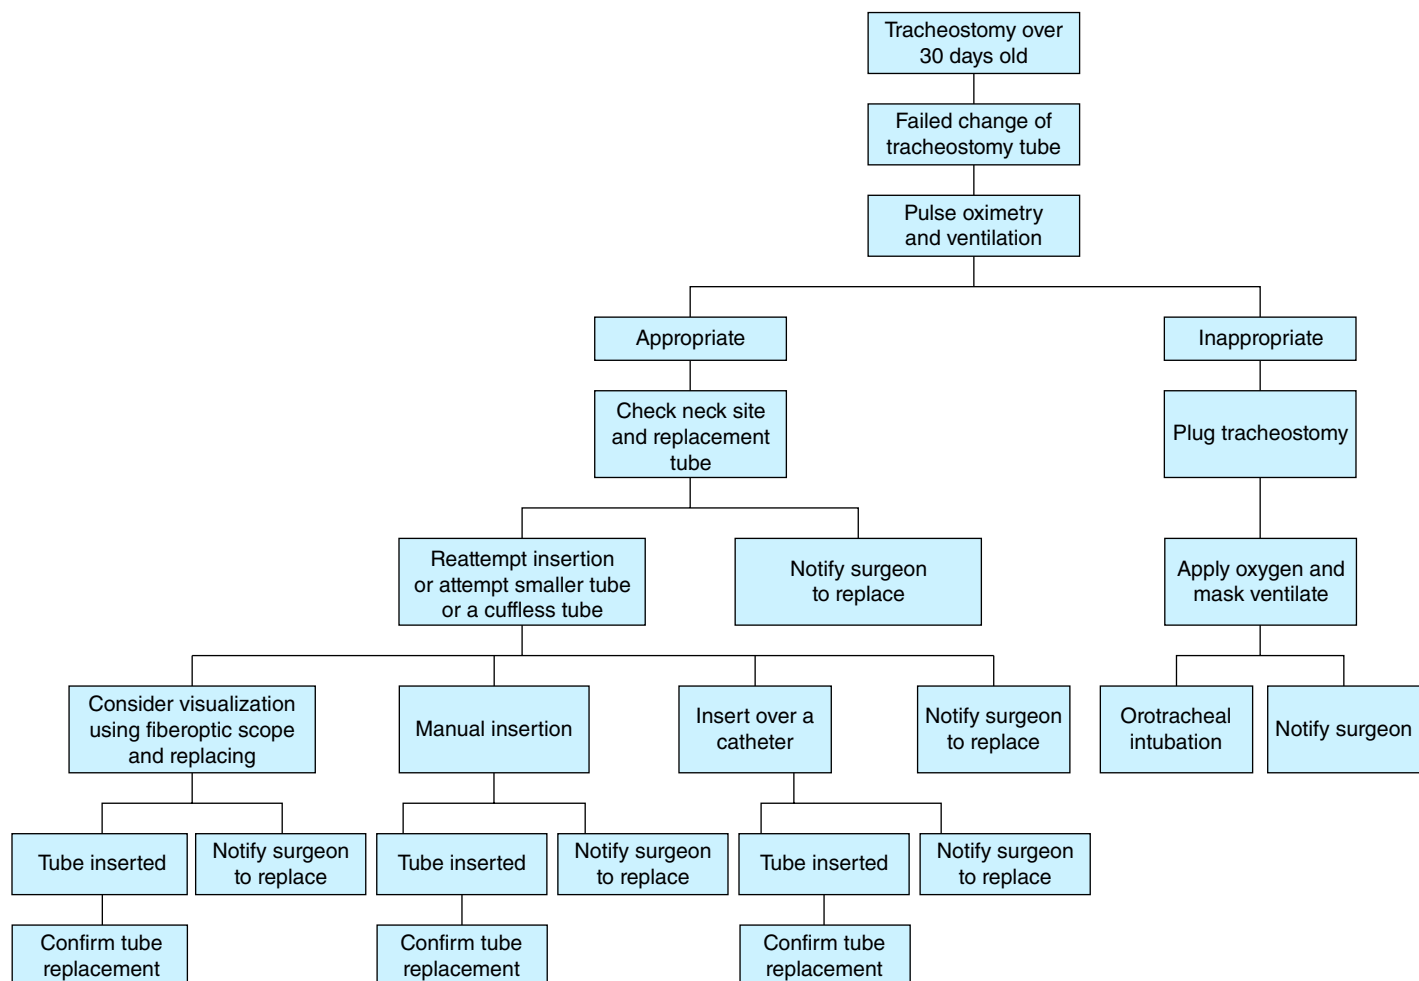 Tracheostomy over
30 days old
Failed change of
tracheostomy tube
Pulse oximetry
and ventilation
Appropriate
Inappropriate
Check neck site
and replacement
tube
Plug tracheostomy
Reattempt insertion
or attempt smaller tube
or a cuffless tube
Notify surgeon
to replace
Apply oxygen and
mask ventilate
Consider visualization
using fiberoptic scope
and replacing
Manual insertion
Insert over a
catheter
Notify surgeon
to replace
Orotracheal
intubation
Notify surgeon
Tube inserted
Notify surgeon
to replace
Tube inserted
Notify surgeon
to replace
Tube inserted
Notify surgeon
to replace
Confirm tube
replacement
Confirm tube
replacement
Confirm tube
replacement